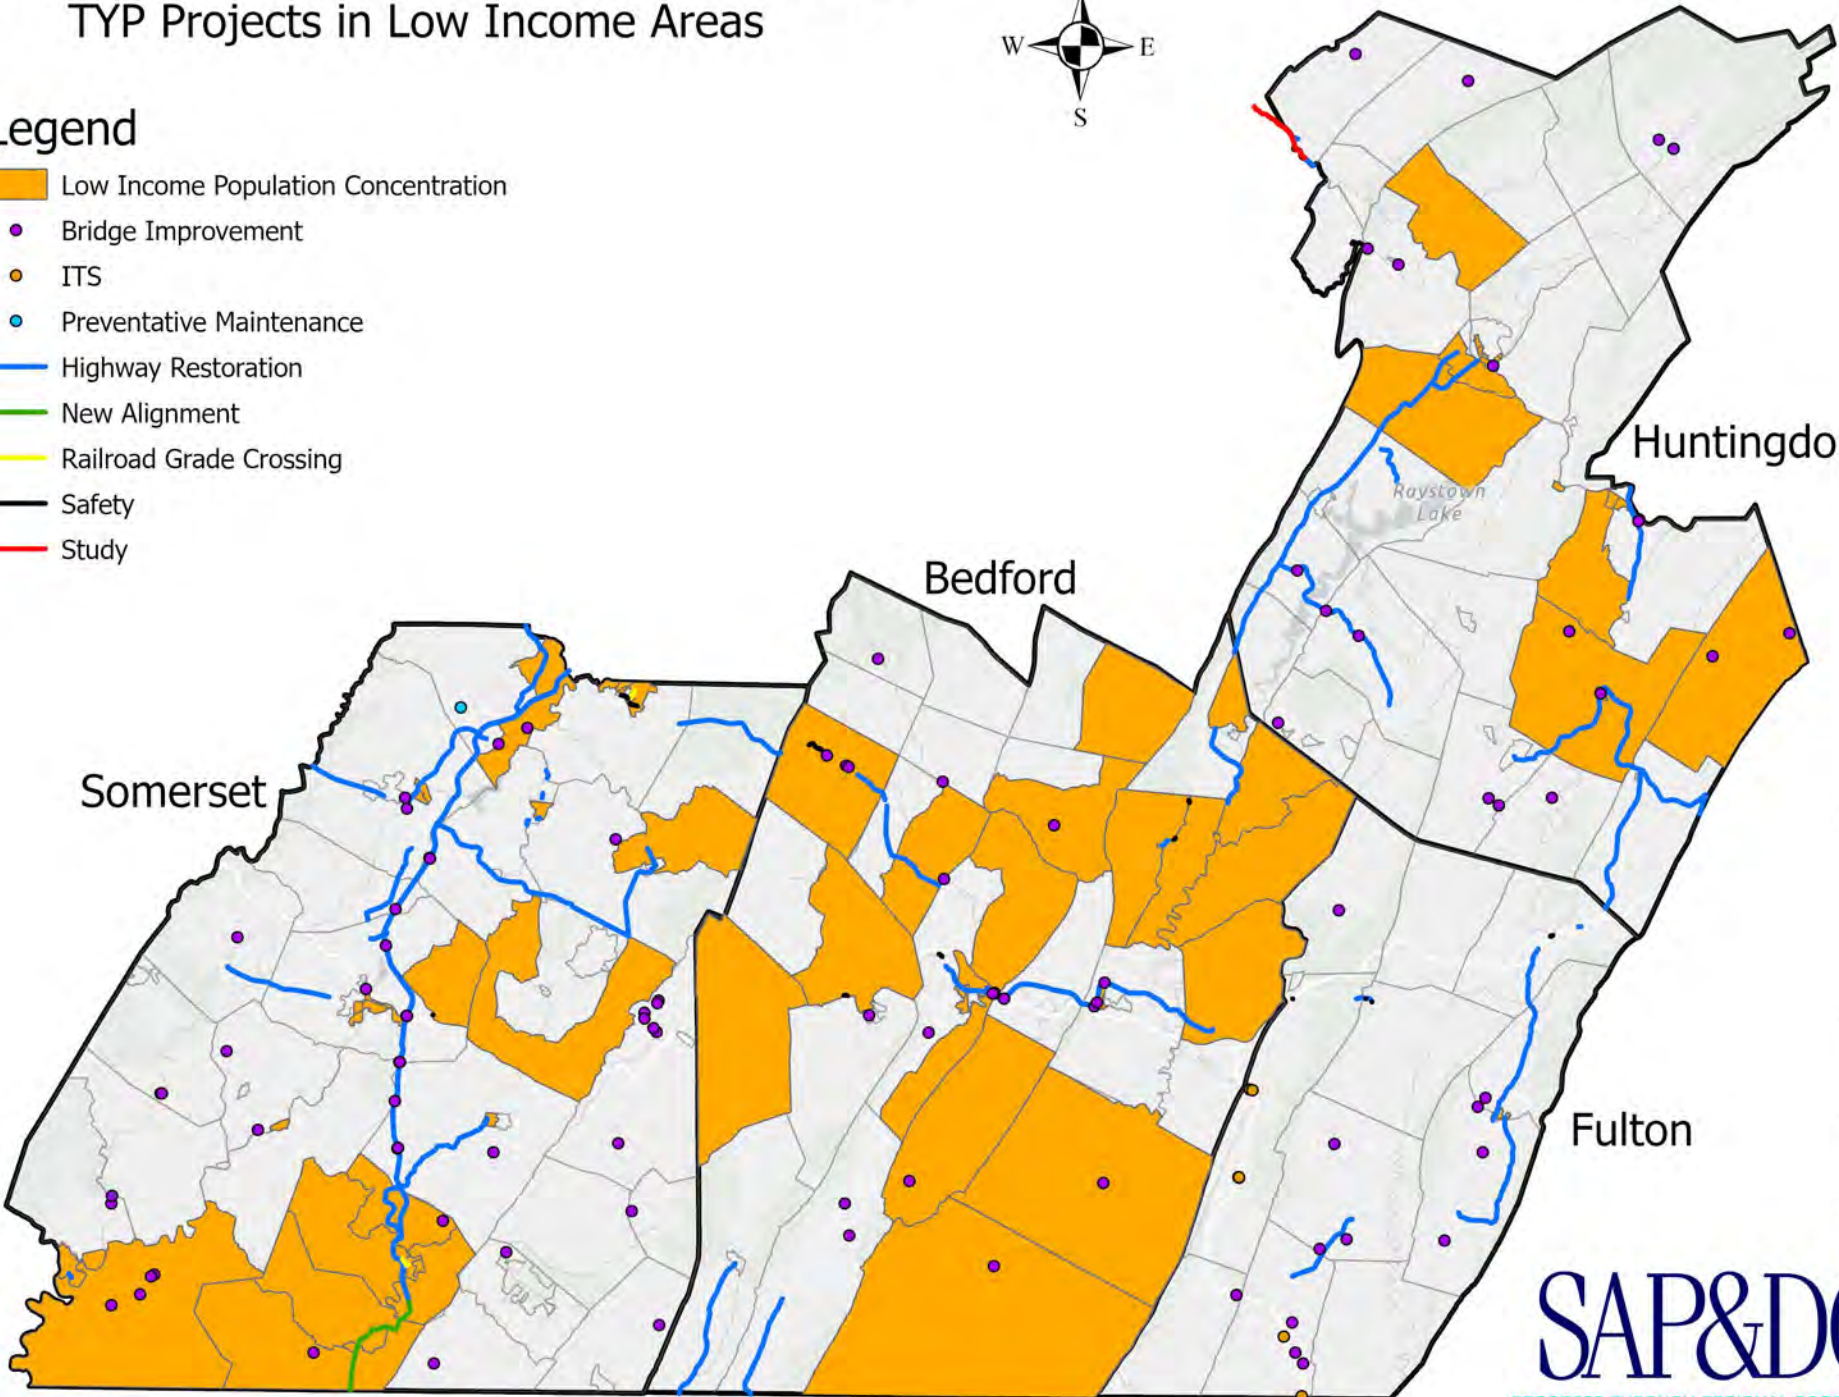 TYP Projects in Low Income Areas
W E
S
Legend
Low Income Population Concentration
Bridge Improvement
ITS
Preventative Maintenance
Highway Restoration
New Alignment
Railroad Grade Crossing
Safety
Study
Huntingdo
Raystown
Lake
Bedford
Somerset
Fulton
SAP&D